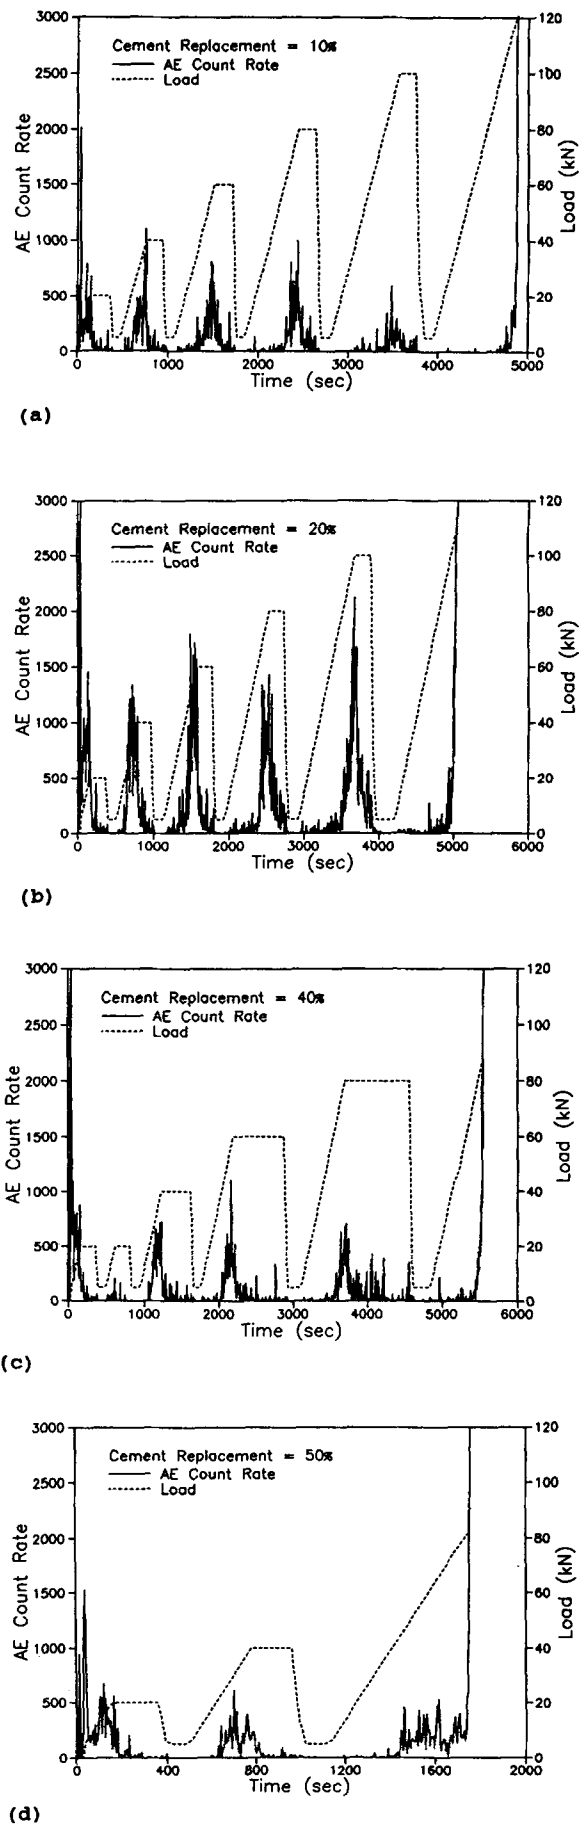 Cement Replacement = 10%
AE Count Rate
Load
3000
2500
2000
1500
1000
500
0
AE Count Rate
120
100
80
60
40
20
0
Load (kN)
0 1000 2000 3000 4000 5000
Time (sec)
(a)
Cement Replacement = 20%
AE Count Rate
Load
3000
2500
2000
1500
1000
500
0
AE Count Rate
120
100
80
60
40
20
0
Load (kN)
0 1000 2000 3000 4000 5000 6000
Time (sec)
(b)
Cement Replacement = 40%
AE Count Rate
Load
3000
2500
2000
1500
1000
500
0
AE Count Rate
120
100
80
60
40
20
0
Load (kN)
0 1000 2000 3000 4000 5000 6000
Time (sec)
(c)
Cement Replacement = 50%
AE Count Rate
Load
3000
2500
2000
1500
1000
500
0
AE Count Rate
120
100
80
60
40
20
0
Load (kN)
0 400 800 1200 1600 2000
Time (sec)
(d)